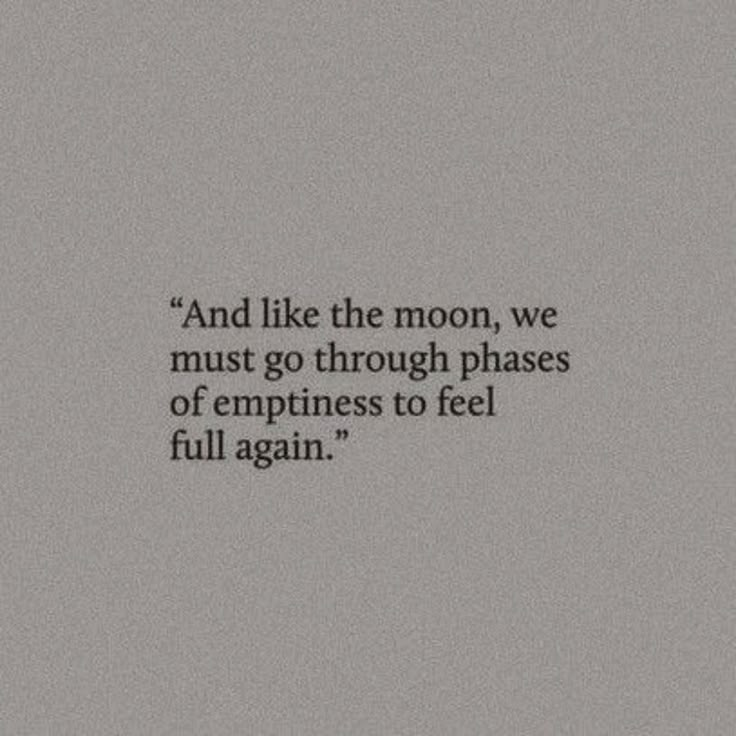 “And like the moon, we
must go through phases
of emptiness to feel
full again.”